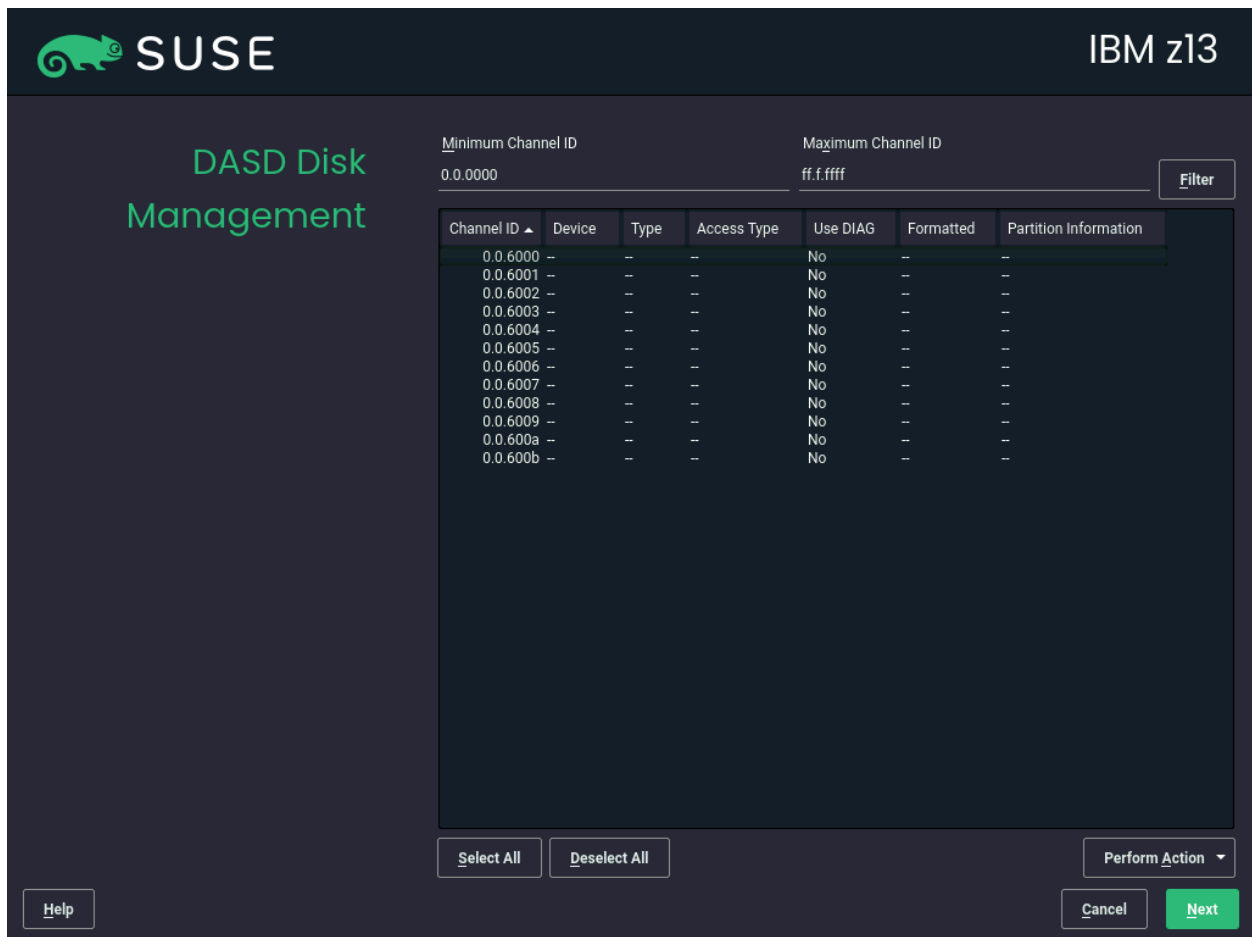 SUSE
IBM z13
DASD Disk
Management
Minimum Channel ID
Maximum Channel ID
0.0.0000
ff.f.ffff
Filter
Channel ID Device Type Access Type Use DIAG Formatted Partition Information
0.0.6000 -- -- -- No -- --
0.0.6001 -- -- -- No -- --
0.0.6002 -- -- -- No -- --
0.0.6003 -- -- -- No -- --
0.0.6004 -- -- -- No -- --
0.0.6005 -- -- -- No -- --
0.0.6006 -- -- -- No -- --
0.0.6007 -- -- -- No -- --
0.0.6008 -- -- -- No -- --
0.0.6009 -- -- -- No -- --
0.0.600a -- -- -- No -- --
0.0.600b -- -- -- No -- --
Select All
Deselect All
Perform Action
Help
Cancel
Next